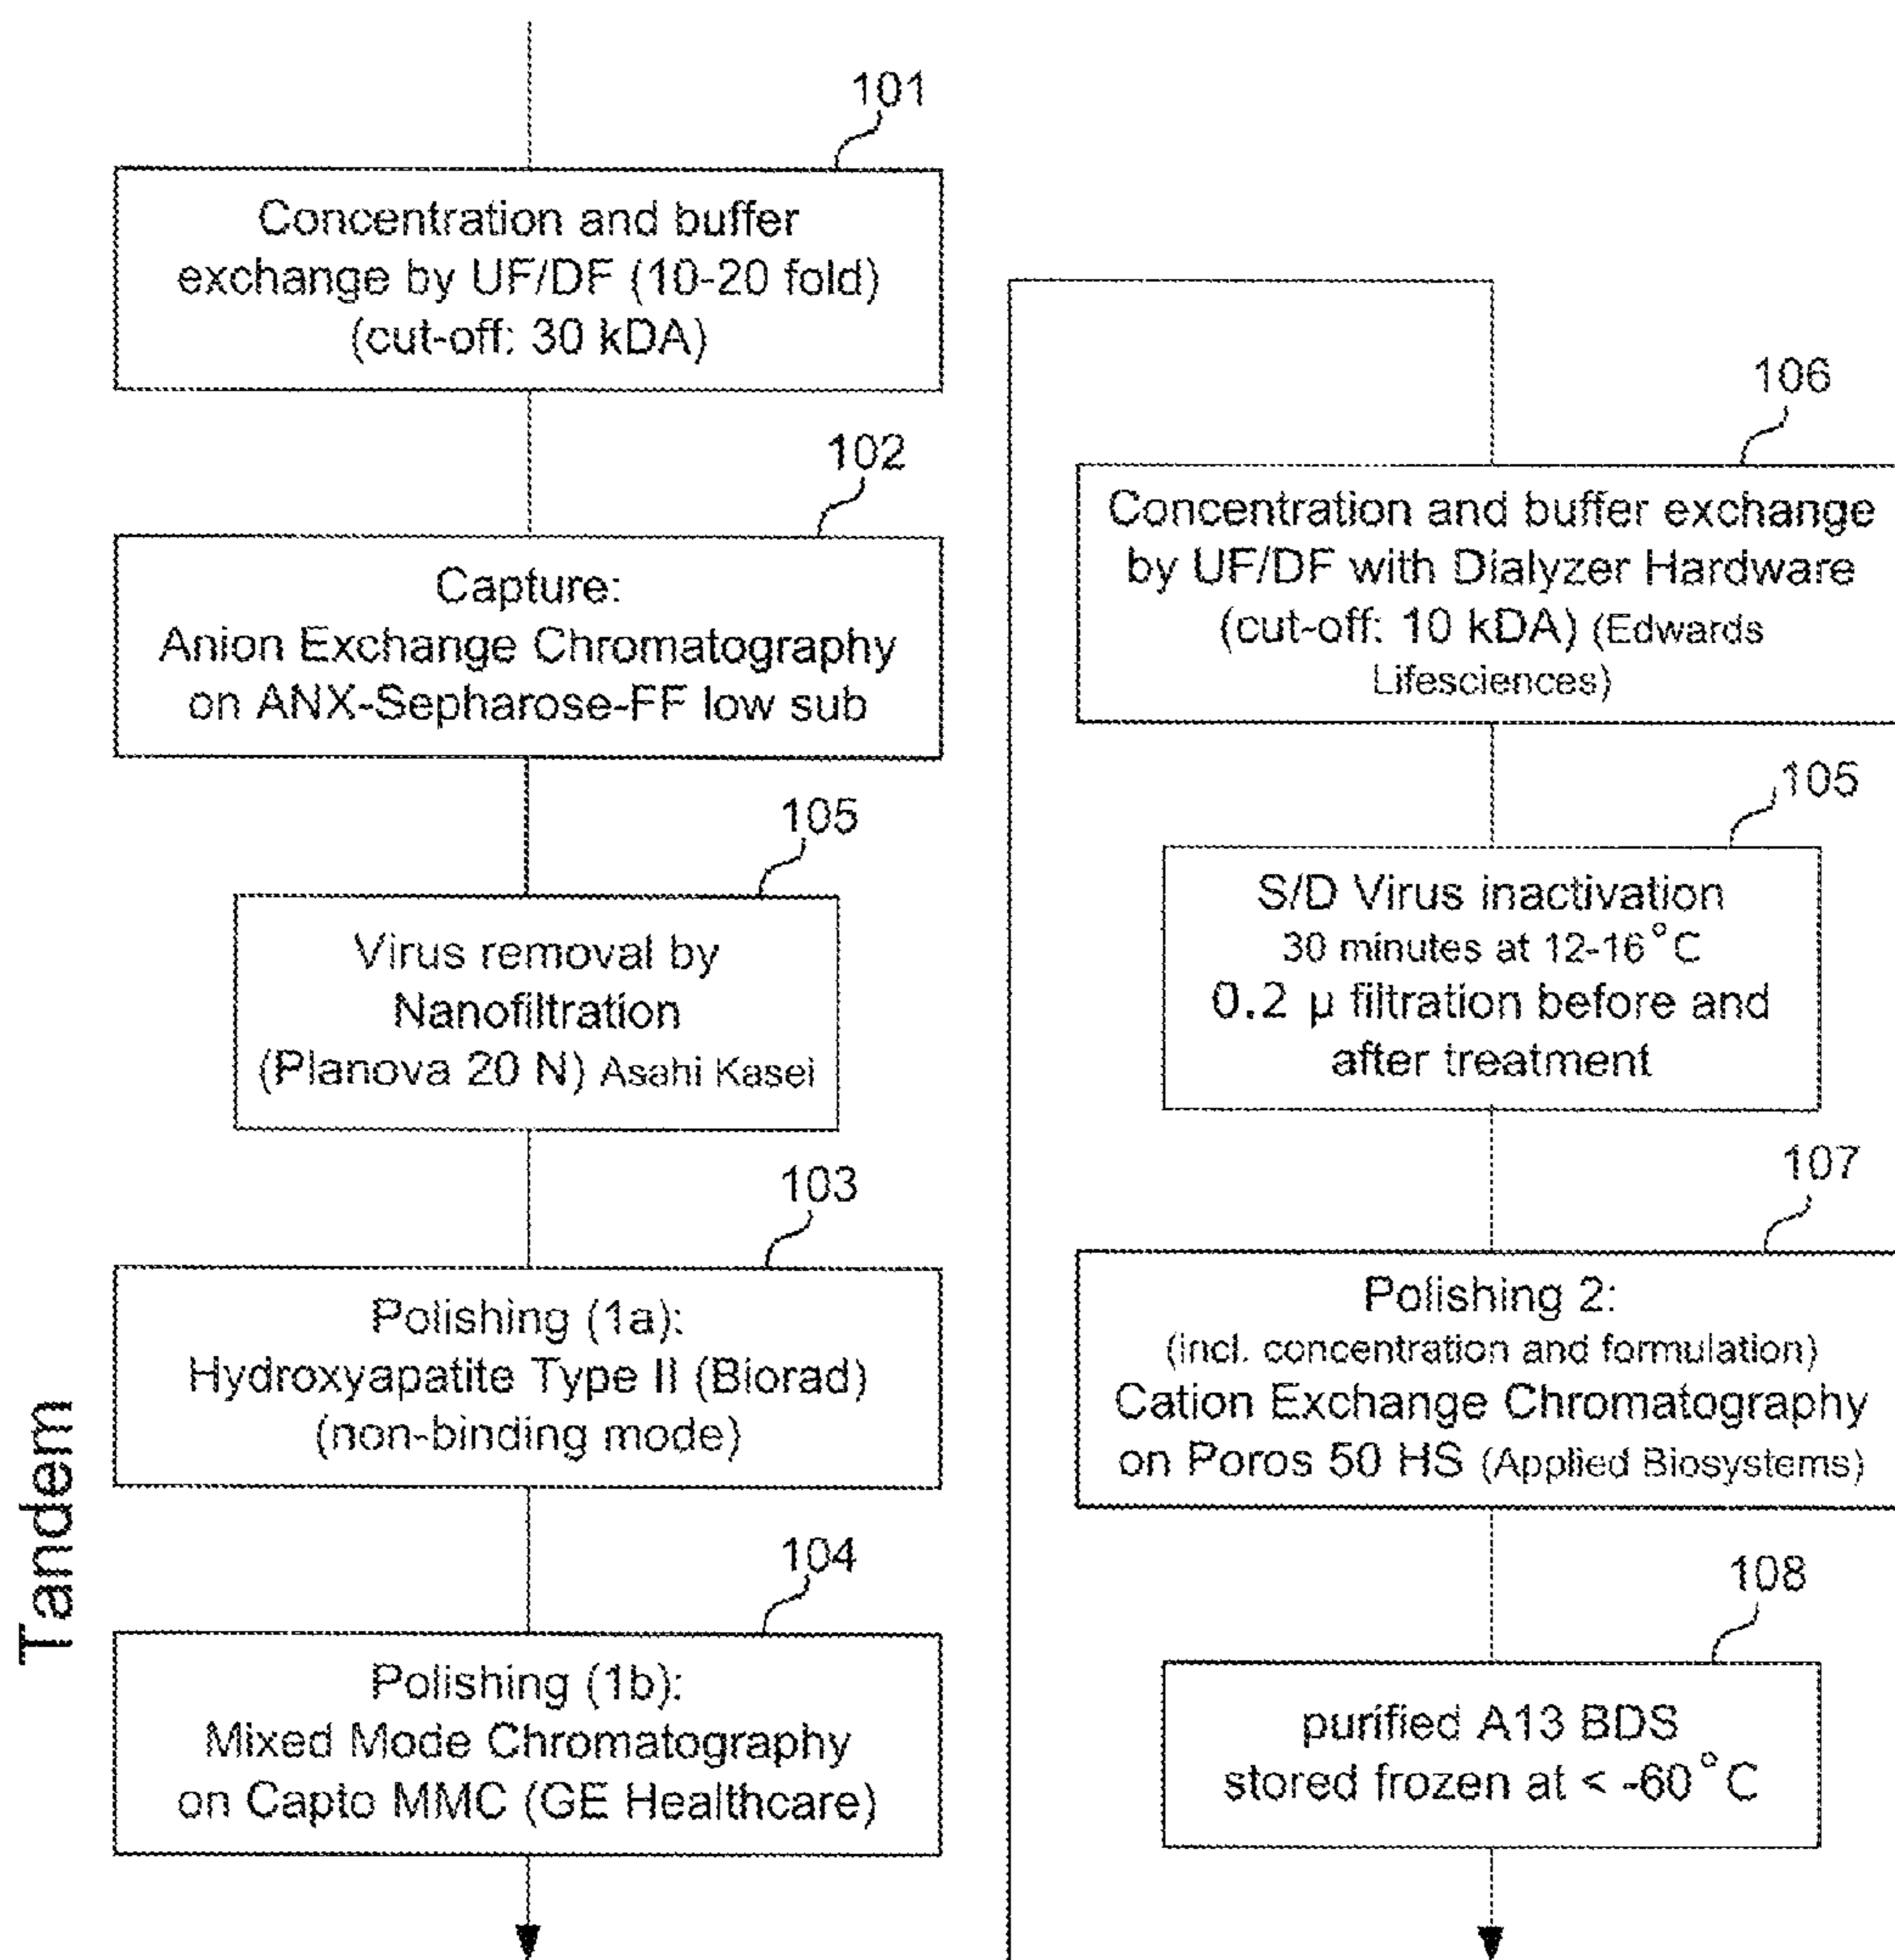 101
Concentration and buffer
exchange by UF/DF (10-20 fold)
(cut-off: 30 kDA)
102
Capture:
Anion Exchange Chromatography
on ANX-Sepharose-FF low sub
105
Virus removal by
Nanofiltration
(Planova 20 N) Asahi Kasei
103
Polishing (1a):
Hydroxyapatite Type II (Biorad)
(non-binding mode)
Tandem
104
Polishing (1b):
Mixed Mode Chromatography
on Capto MMC (GE Healthcare)
106
Concentration and buffer exchange
by UF/DF with Dialyzer Hardware
(cut-off: 10 kDA) (Edwards
Lifesciences)
105
S/D Virus inactivation
30 minutes at 12-16°C
0.2 μ filtration before and
after treatment
107
Polishing 2:
(incl. concentration and formulation)
Cation Exchange Chromatography
on Poros 50 HS (Applied Biosystems)
108
purified A13 BDS
stored frozen at < -60°C